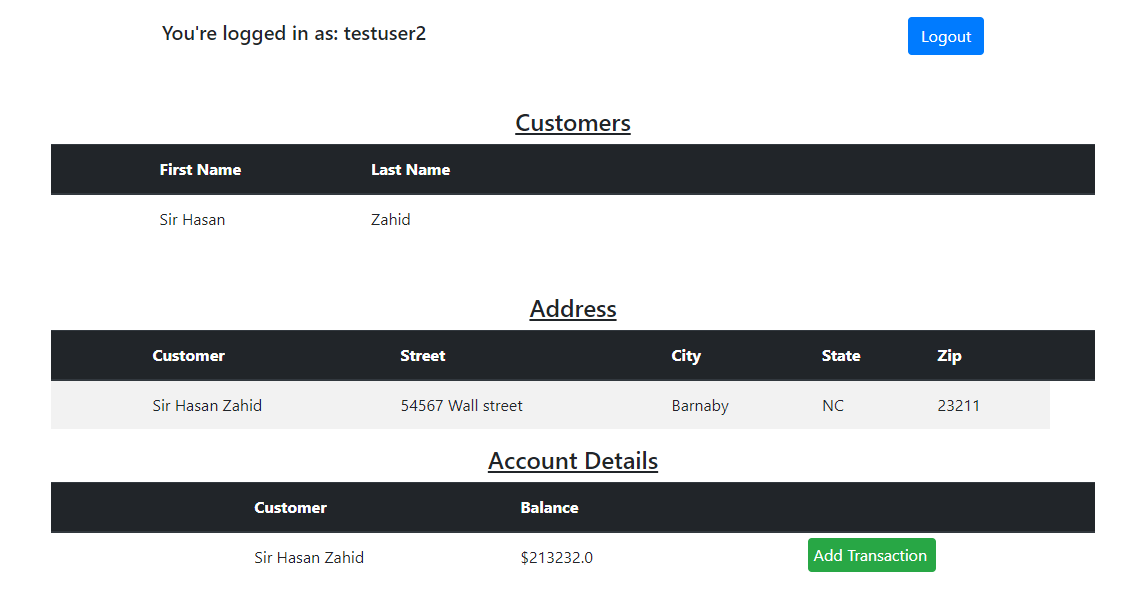 You're logged in as: testuser2 Logout
Customers
First Name Last Name
Sir Hasan Zahid
Address
Customer Street City State Zip
Sir Hasan Zahid 54567 Wall street Barnaby NC 23211
Account Details
Customer Balance
Sir Hasan Zahid $213232.0 Add Transaction